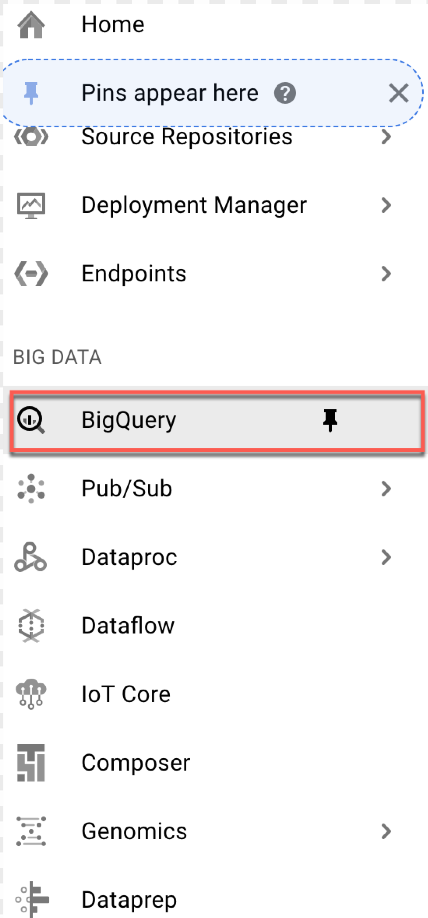 Home
Pins appear here
Source Repositories
Deployment Manager
Endpoints
BIG DATA
BigQuery
Pub/Sub
Dataproc
Dataflow
IoT Core
Composer
Genomics
Dataprep